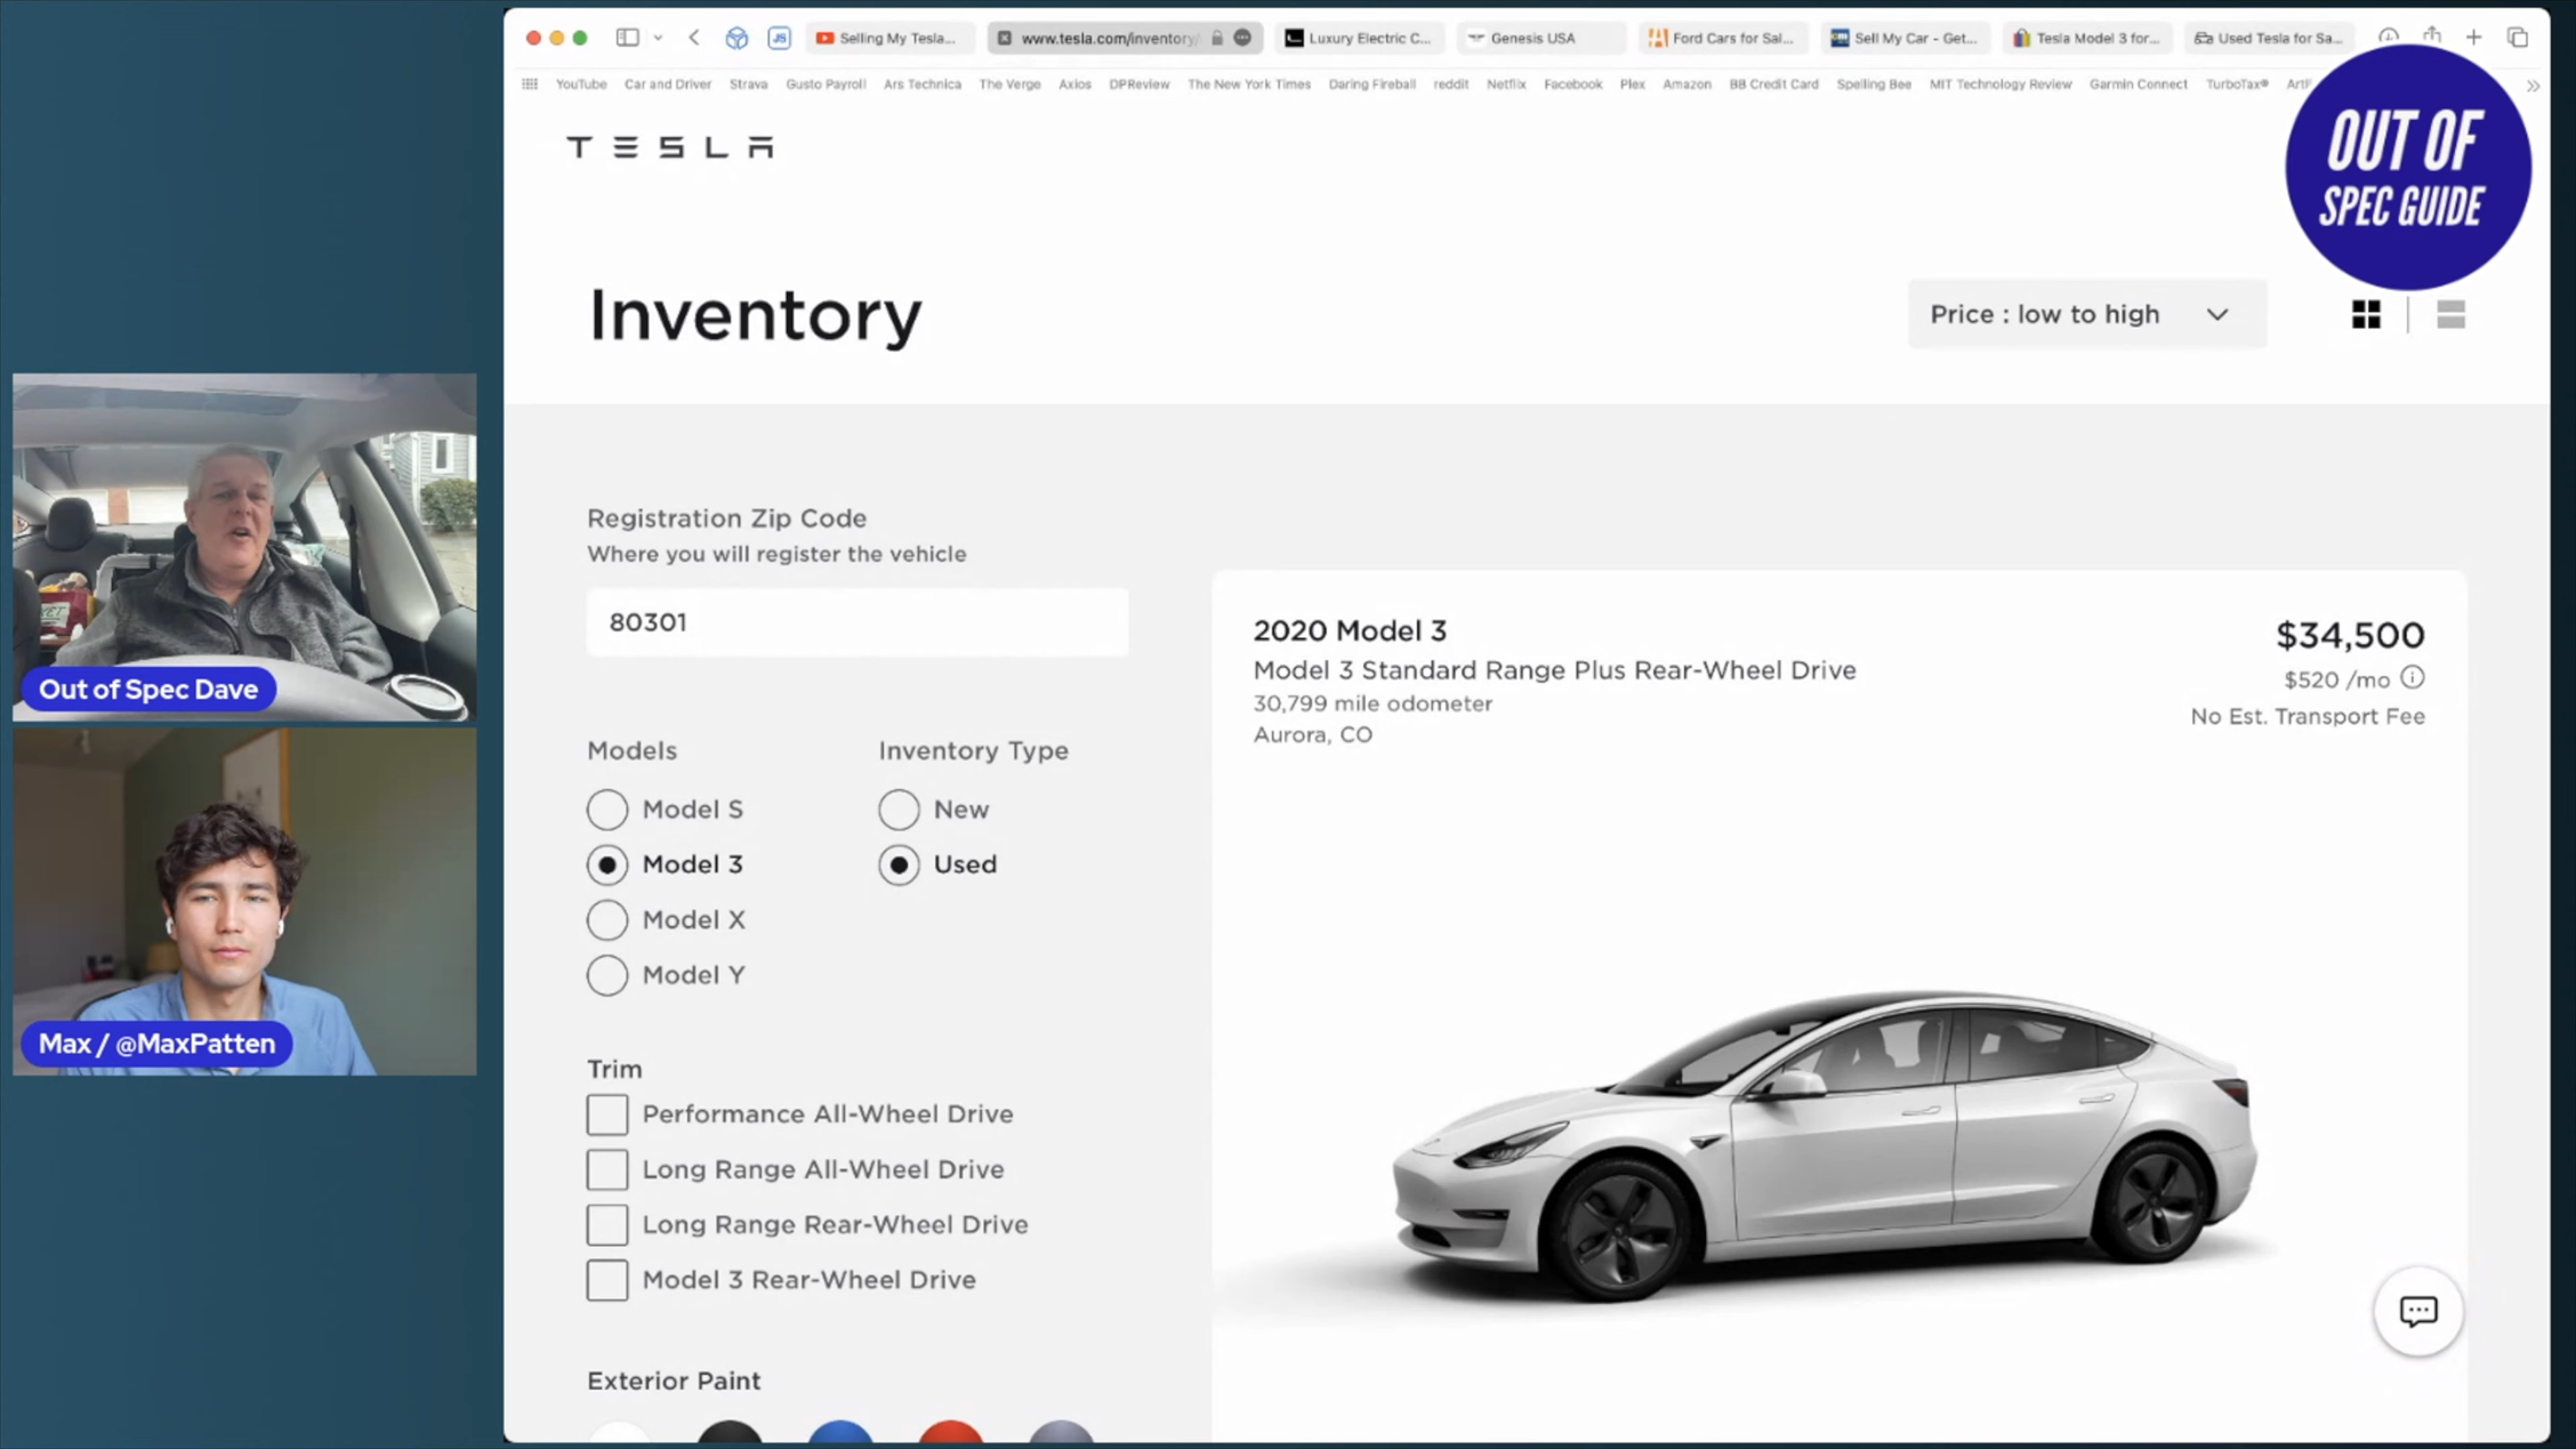 Selling My Tesla...
www.tesla.com/inventory/
Luxury Electric C...
Genesis USA
Ford Cars for Sal...
Sell My Car - Get...
Tesla Model 3 for...
Used Tesla for Sa...
YouTube Car and Driver Strava Gusto Payroll Ars Technica The Verge Axios DPReview The New York Times Daring Fireball reddit Netflix Facebook Plex Amazon BB Credit Card Spelling Bee MIT Technology Review Garmin Connect TurboTax®
TESLA
OUT OF
SPEC GUIDE
Inventory
Price : low to high
Registration Zip Code
Where you will register the vehicle
80301
Models
Model S
Model 3
Model X
Model Y
Inventory Type
New
Used
Trim
Performance All-Wheel Drive
Long Range All-Wheel Drive
Long Range Rear-Wheel Drive
Model 3 Rear-Wheel Drive
Exterior Paint
2020 Model 3
Model 3 Standard Range Plus Rear-Wheel Drive
30,799 mile odometer
Aurora, CO
$34,500
$520 /mo
No Est. Transport Fee
Out of Spec Dave
Max / @MaxPatten